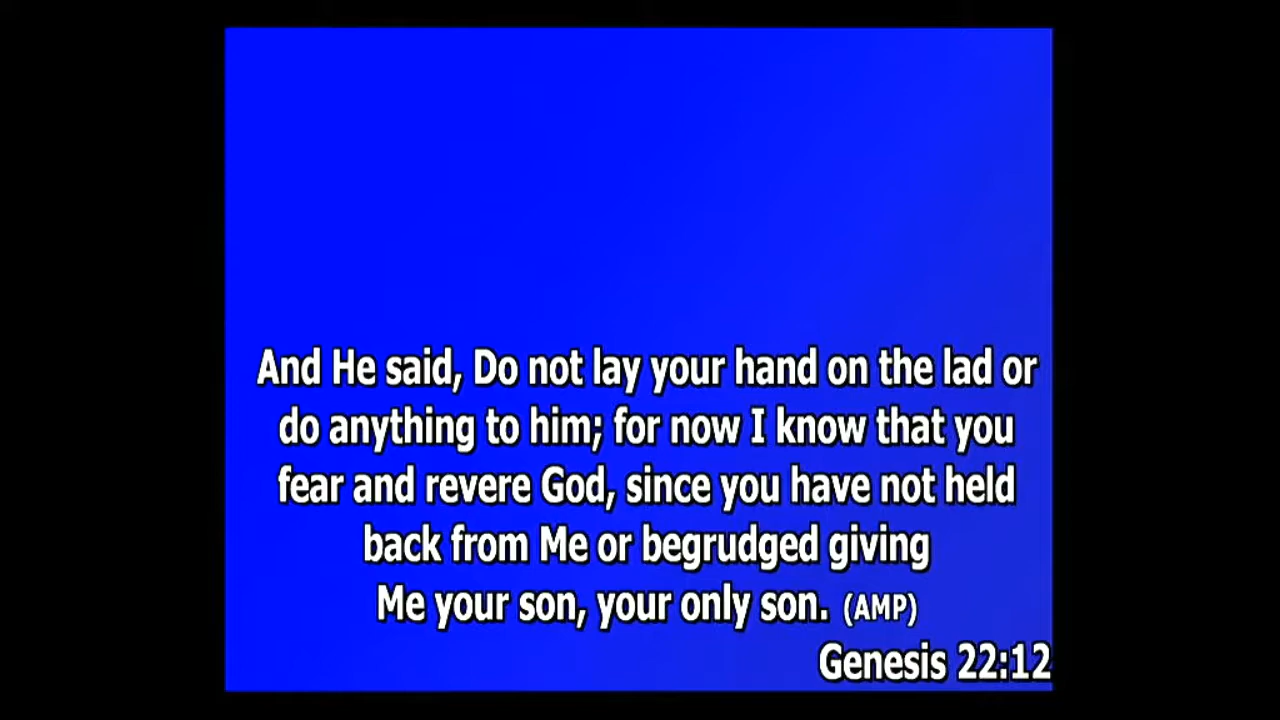 And He said, Do not lay your hand on the lad or
do anything to him; for now I know that you
fear and revere God, since you have not held
back from Me or begrudged giving
Me your son, your only son. (AMP)
Genesis 22:12